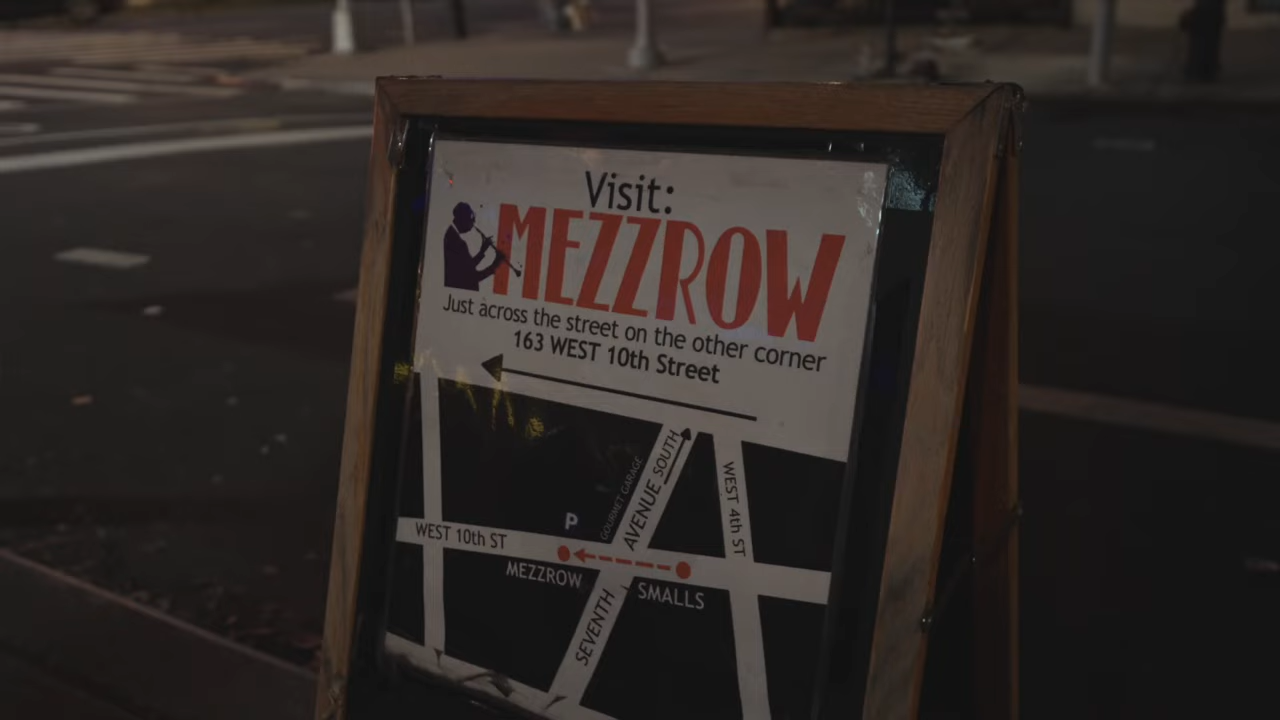 Visit:
MEZZROW
Just across the street on the other corner
163 WEST 10th Street
GOURMET GARAGE
SEVENTH AVENUE SOUTH
WEST 4th ST
P
WEST 10th ST
MEZZROW
SMALLS